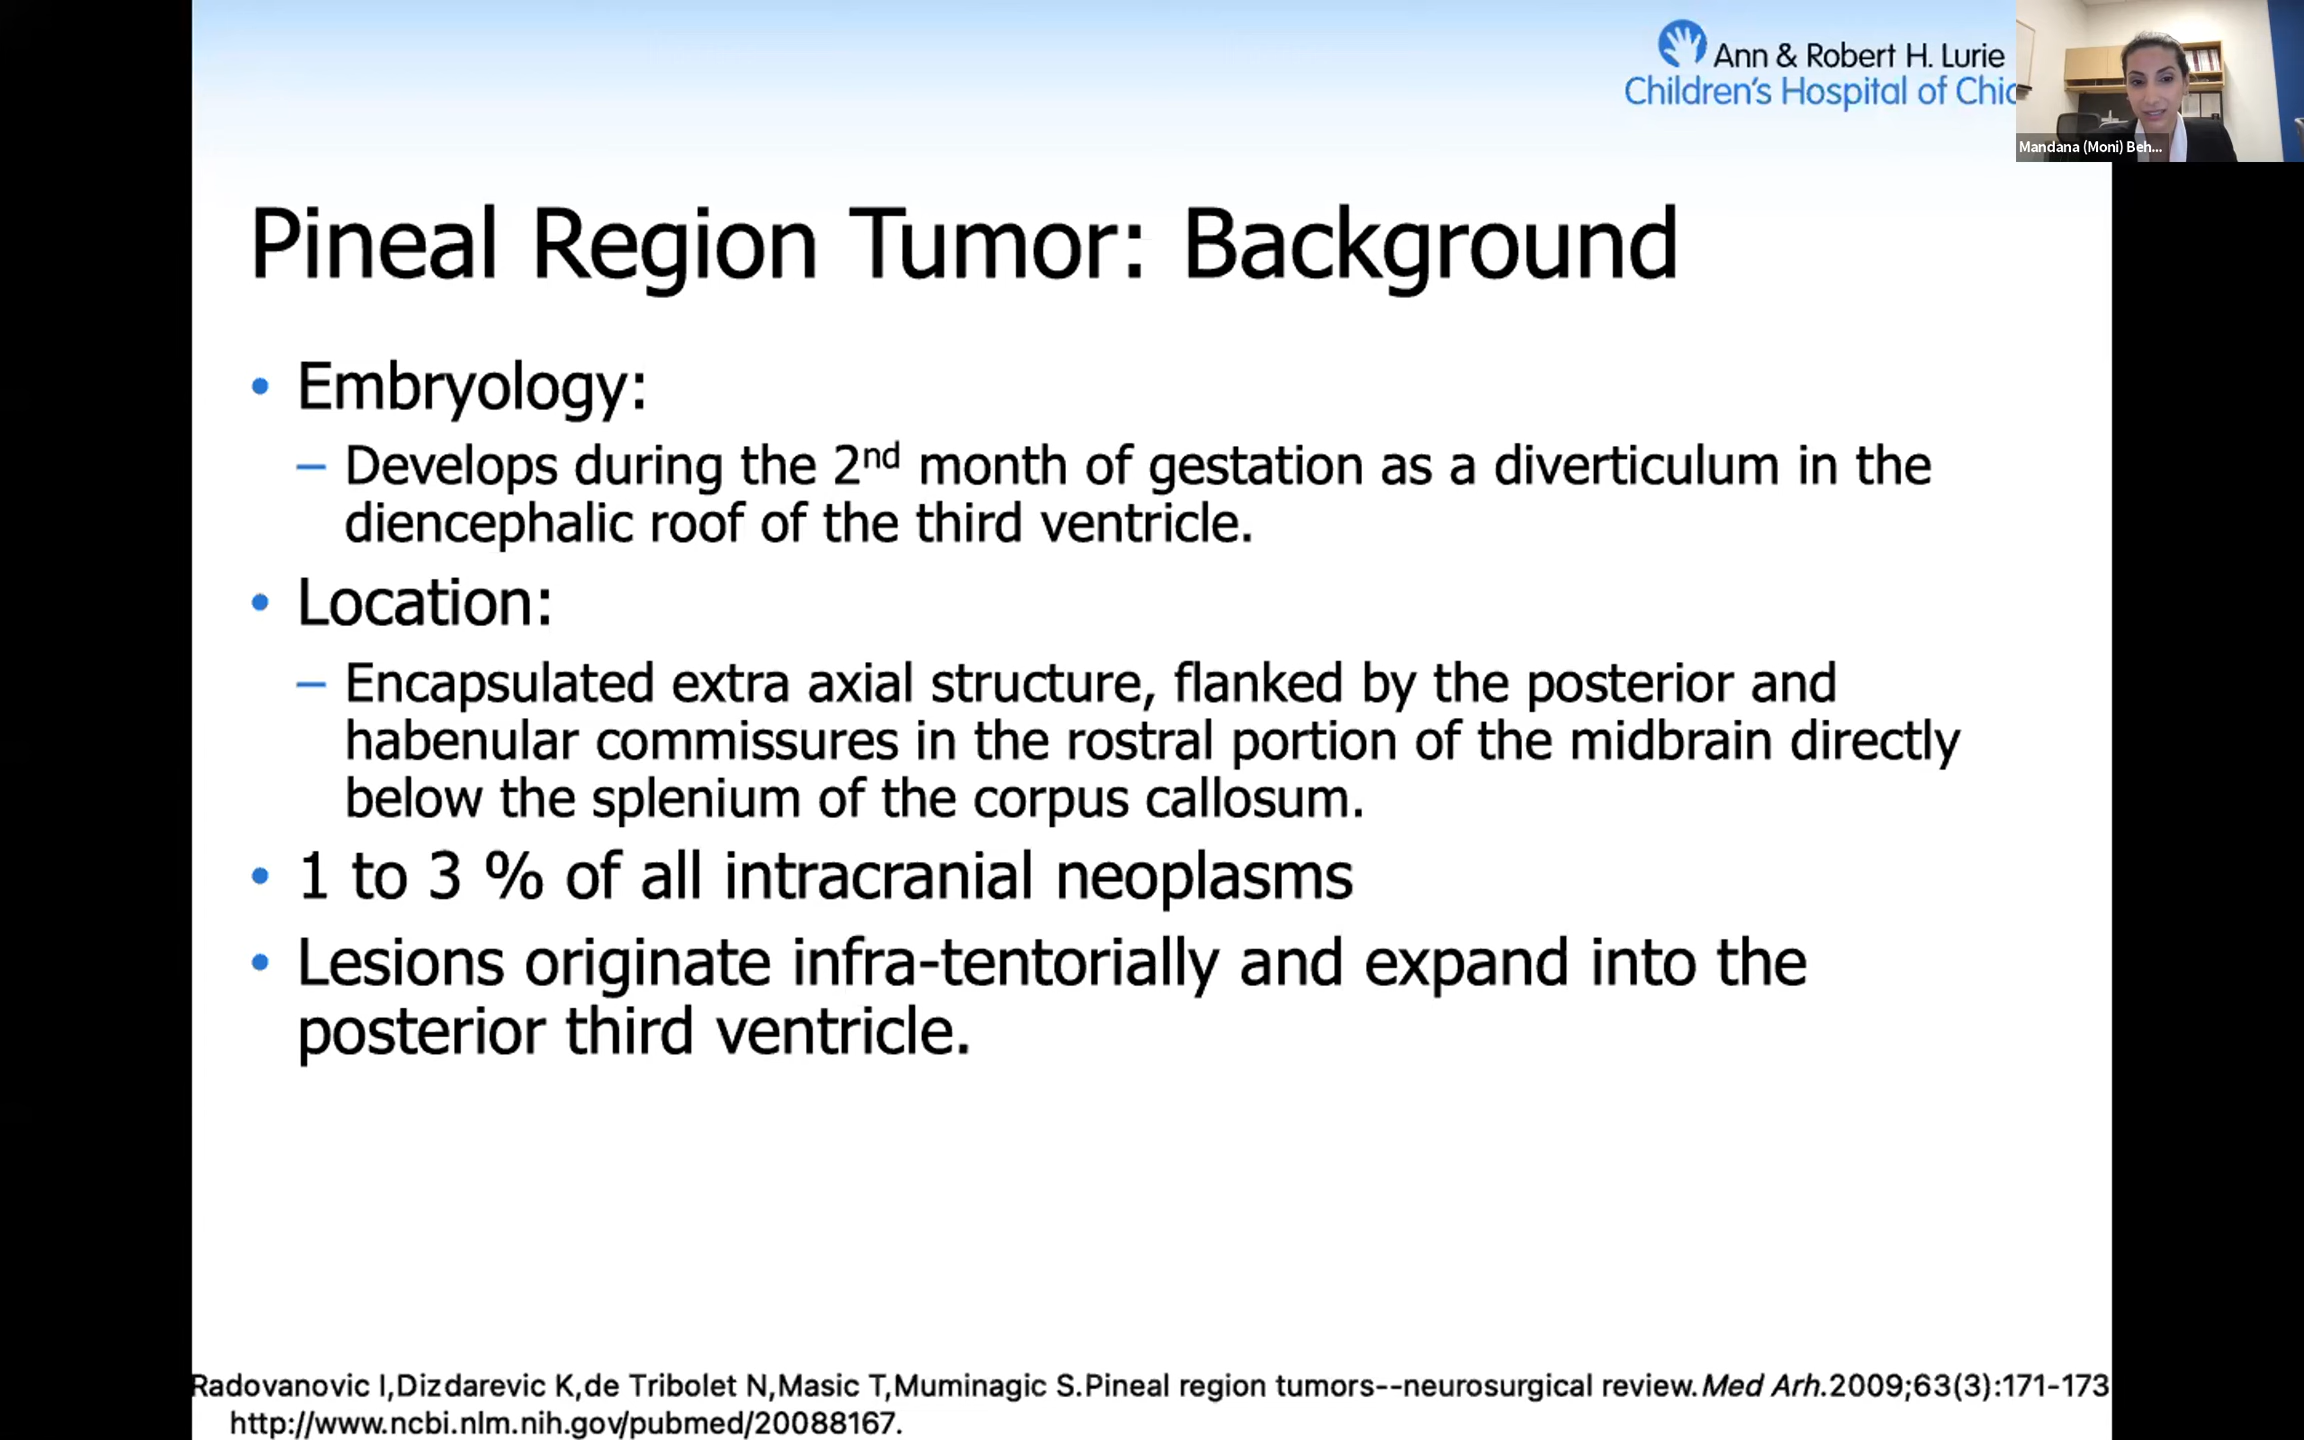 Ann & Robert H. Lurie
Children's Hospital of Chic
Mandana (Moni) Beh...
Pineal Region Tumor: Background
• Embryology:
– Develops during the 2nd month of gestation as a diverticulum in the
diencephalic roof of the third ventricle.
• Location:
– Encapsulated extra axial structure, flanked by the posterior and
habenular commissures in the rostral portion of the midbrain directly
below the splenium of the corpus callosum.
• 1 to 3 % of all intracranial neoplasms
• Lesions originate infra-tentorially and expand into the
posterior third ventricle.
Radovanovic I,Dizdarevic K,de Tribolet N,Masic T,Muminagic S.Pineal region tumors--neurosurgical review.Med Arh.2009;63(3):171-173
http://www.ncbi.nlm.nih.gov/pubmed/20088167.